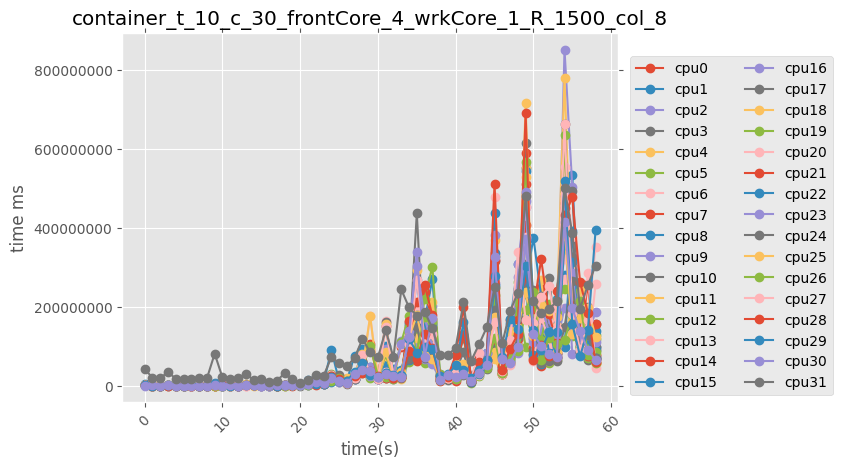 container_t_10_c_30_frontCore_4_wrkCore_1_R_1500_col_8
time ms
800000000
600000000
400000000
200000000
0
0
10
20
30
40
50
60
time(s)
cpu0
cpu1
cpu2
cpu3
cpu4
cpu5
cpu6
cpu7
cpu8
cpu9
cpu10
cpu11
cpu12
cpu13
cpu14
cpu15
cpu16
cpu17
cpu18
cpu19
cpu20
cpu21
cpu22
cpu23
cpu24
cpu25
cpu26
cpu27
cpu28
cpu29
cpu30
cpu31